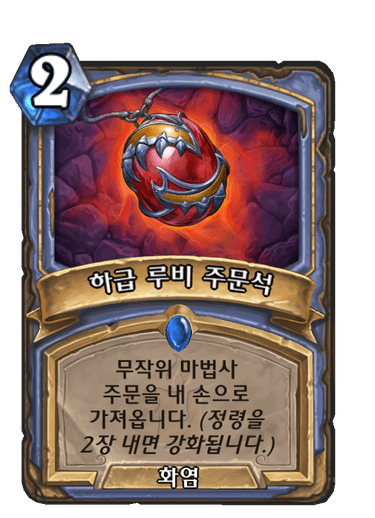 2
하급 루비 주문석
무작위 마법사
주문을 내 손으로
가져옵니다. (정령을
2장 내면 강화됩니다.)
화염